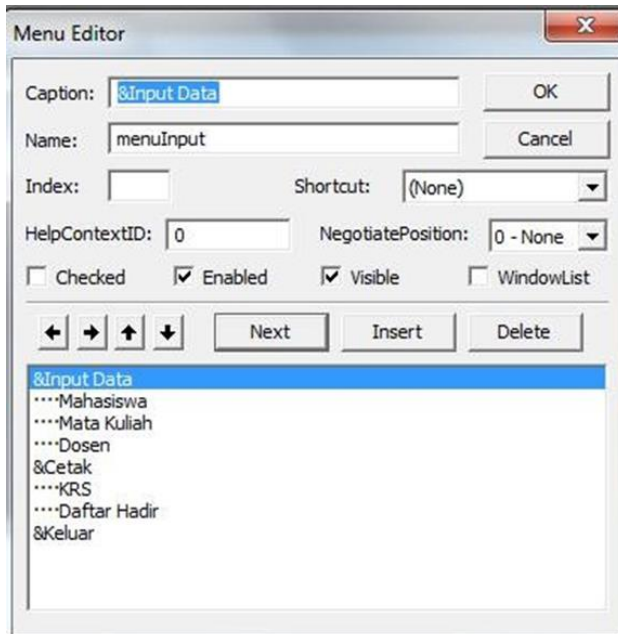 Menu Editor
Caption: &Input Data OK
Name: menuInput Cancel
Index: Shortcut: (None)
HelpContextID: 0 NegotiatePosition: 0 - None
Checked Enabled Visible WindowList
Next Insert Delete
&Input Data
····Mahasiswa
····Mata Kuliah
····Dosen
&Cetak
····KRS
····Daftar Hadir
&Keluar